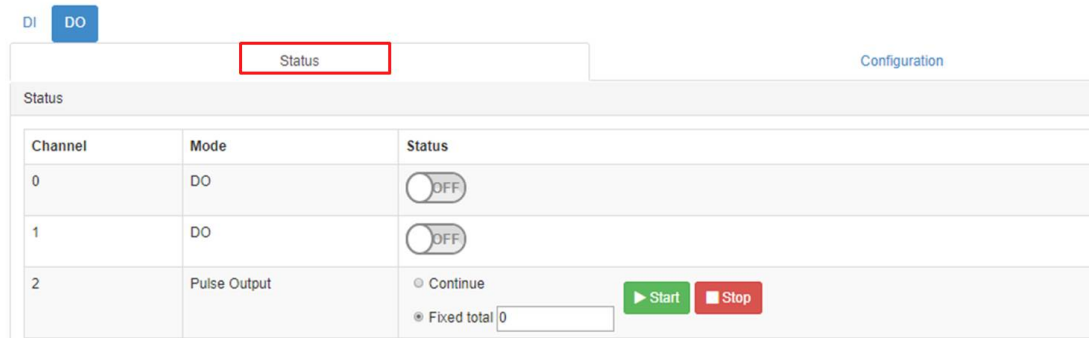 DI DO
Status Configuration
Status
Channel Mode Status
0 DO OFF
1 DO OFF
2 Pulse Output Continue
Start Stop
Fixed total 0